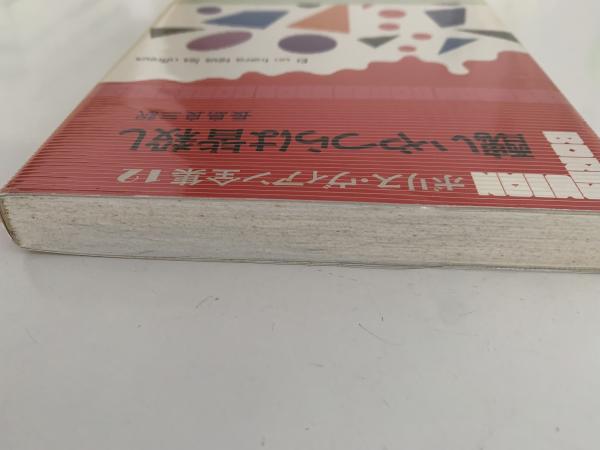 ボリス・ヴィアン全集12
醜いやつらは皆殺し
長島良三訳
Et on tuera tous les affreux